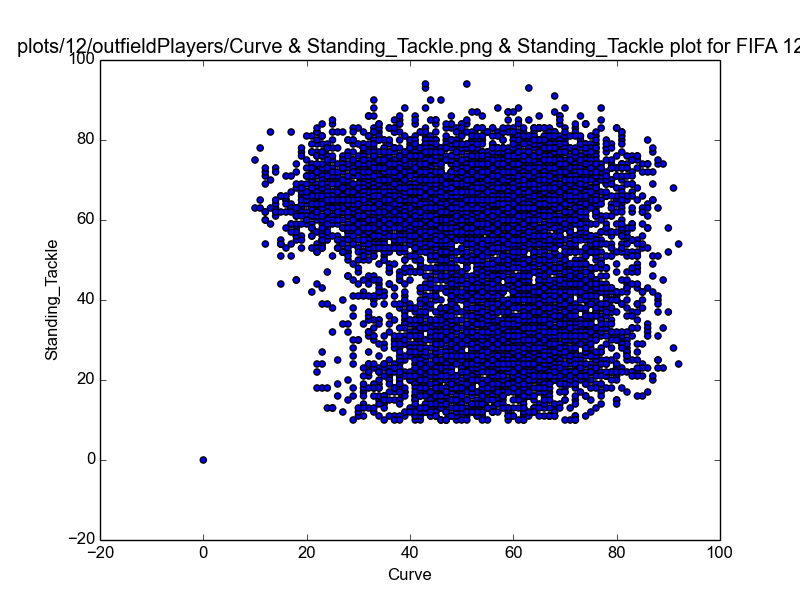 plots/12/outfieldPlayers/Curve & Standing_Tackle.png & Standing_Tackle plot for FIFA 12
100
80
60
40
20
0
−20
−20 0 20 40 60 80 100
Standing_Tackle
Curve